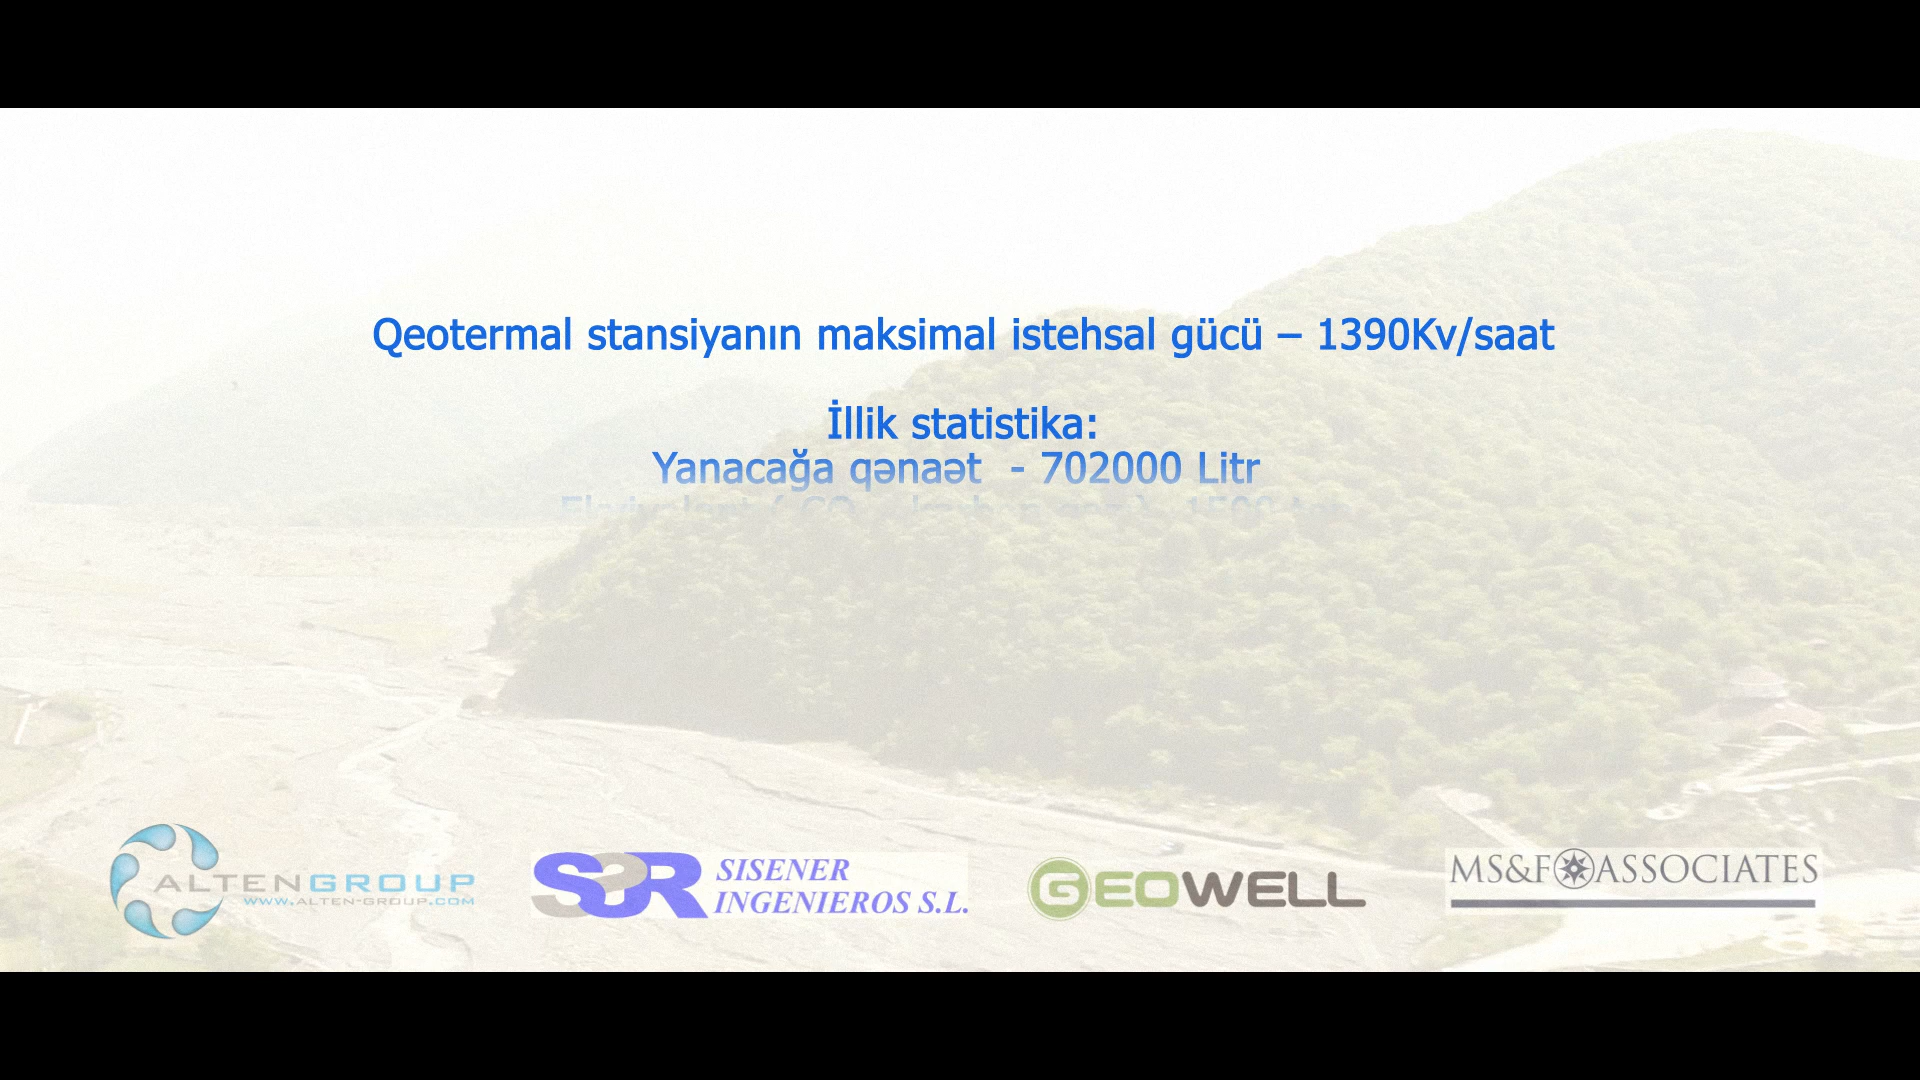 Qeotermal stansiyanın maksimal istehsal gücü – 1390Kv/saat
İllik statistika:
Yanacağa qənaət - 702000 Litr
ALTENGROUP
WWW.ALTEN-GROUP.COM
SISENER
INGENIEROS S.L.
GEOWELL
MS&F ASSOCIATES